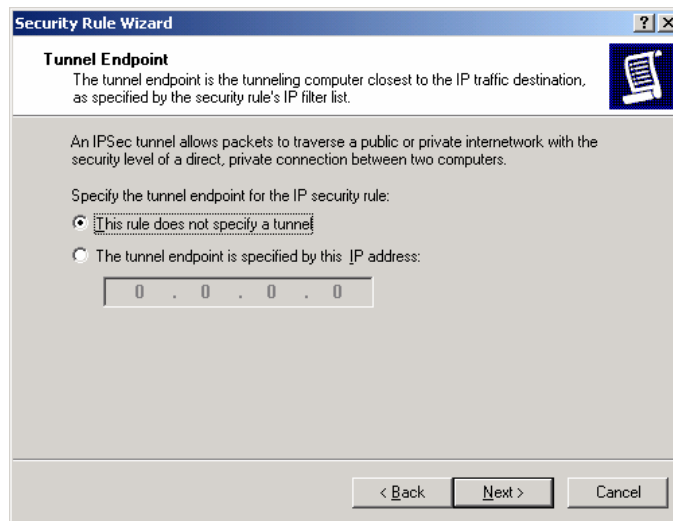 Security Rule Wizard
Tunnel Endpoint
The tunnel endpoint is the tunneling computer closest to the IP traffic destination,
as specified by the security rule's IP filter list.
An IPSec tunnel allows packets to traverse a public or private internetwork with the
security level of a direct, private connection between two computers.
Specify the tunnel endpoint for the IP security rule:
This rule does not specify a tunnel
The tunnel endpoint is specified by this IP address:
0 . 0 . 0 . 0
< Back Next > Cancel